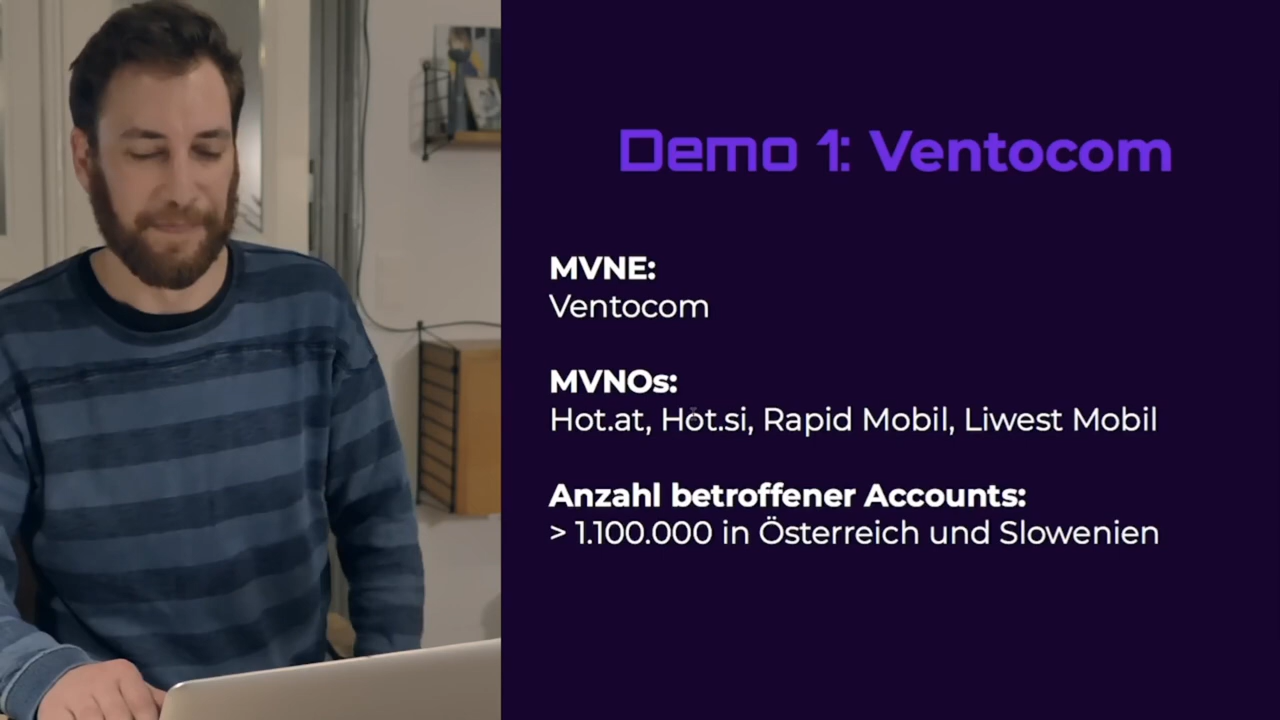 Demo 1: Ventocom
MVNE:
Ventocom
MVNOs:
Hot.at, Hot.si, Rapid Mobil, Liwest Mobil
Anzahl betroffener Accounts:
> 1.100.000 in Österreich und Slowenien